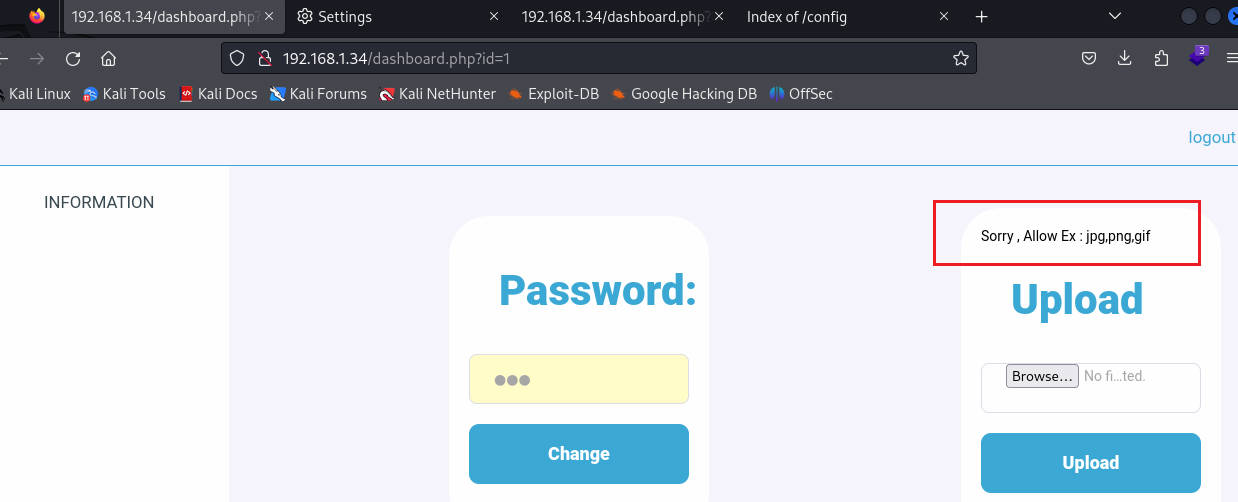 192.168.1.34/dashboard.php? Settings 192.168.1.34/dashboard.php? Index of /config
192.168.1.34/dashboard.php?id=1
3
Kali Linux Kali Tools Kali Docs Kali Forums Kali NetHunter Exploit-DB Google Hacking DB OffSec
logout
INFORMATION
Sorry , Allow Ex : jpg,png,gif
Password:
Upload
Browse... No fi...ted.
Change
Upload